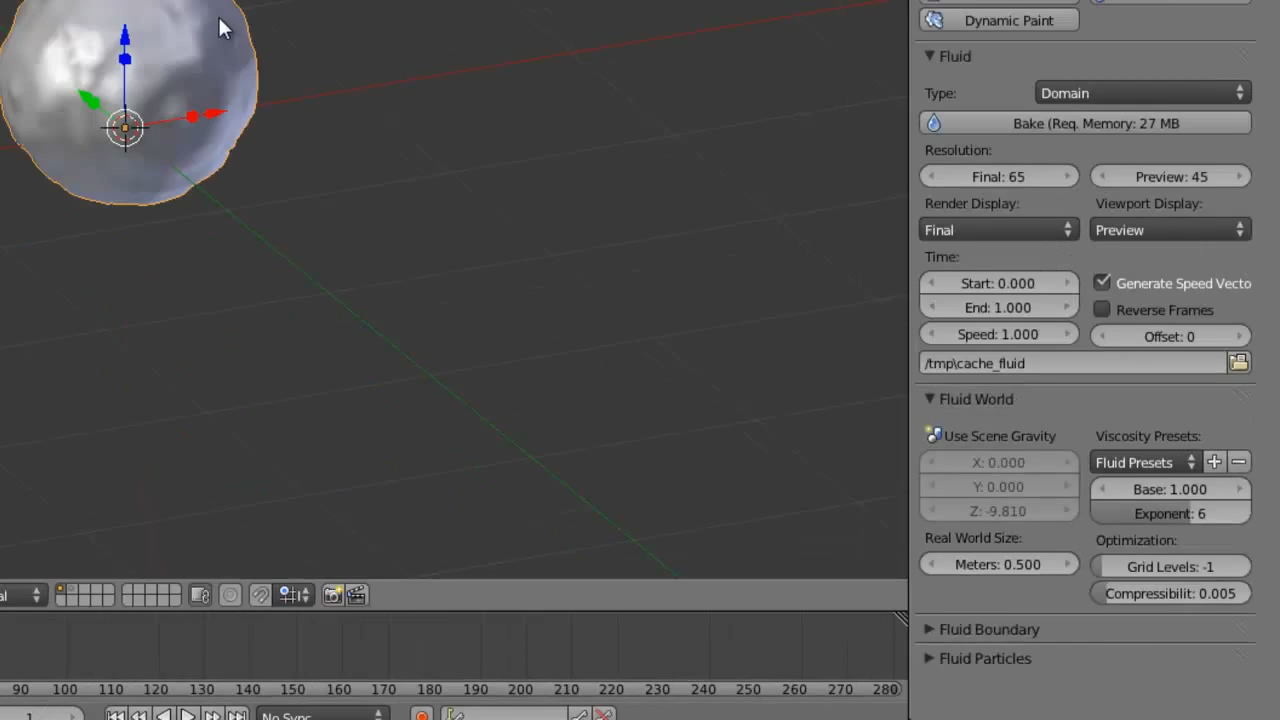 Dynamic Paint
Fluid
Type: Domain
Bake (Req. Memory: 27 MB
Resolution:
Final: 65 Preview: 45
Render Display: Viewport Display:
Final Preview
Time:
Start: 0.000 Generate Speed Vecto
End: 1.000 Reverse Frames
Speed: 1.000 Offset: 0
/tmp\cache_fluid
Fluid World
Use Scene Gravity Viscosity Presets:
X: 0.000 Fluid Presets
Y: 0.000 Base: 1.000
Z: -9.810 Exponent: 6
Real World Size: Optimization:
Meters: 0.500 Grid Levels: -1
Compressibilit: 0.005
Fluid Boundary
Fluid Particles
al
90 100 110 120 130 140 150 160 170 180 190 200 210 220 230 240 250 260 270 280
1 No Sync